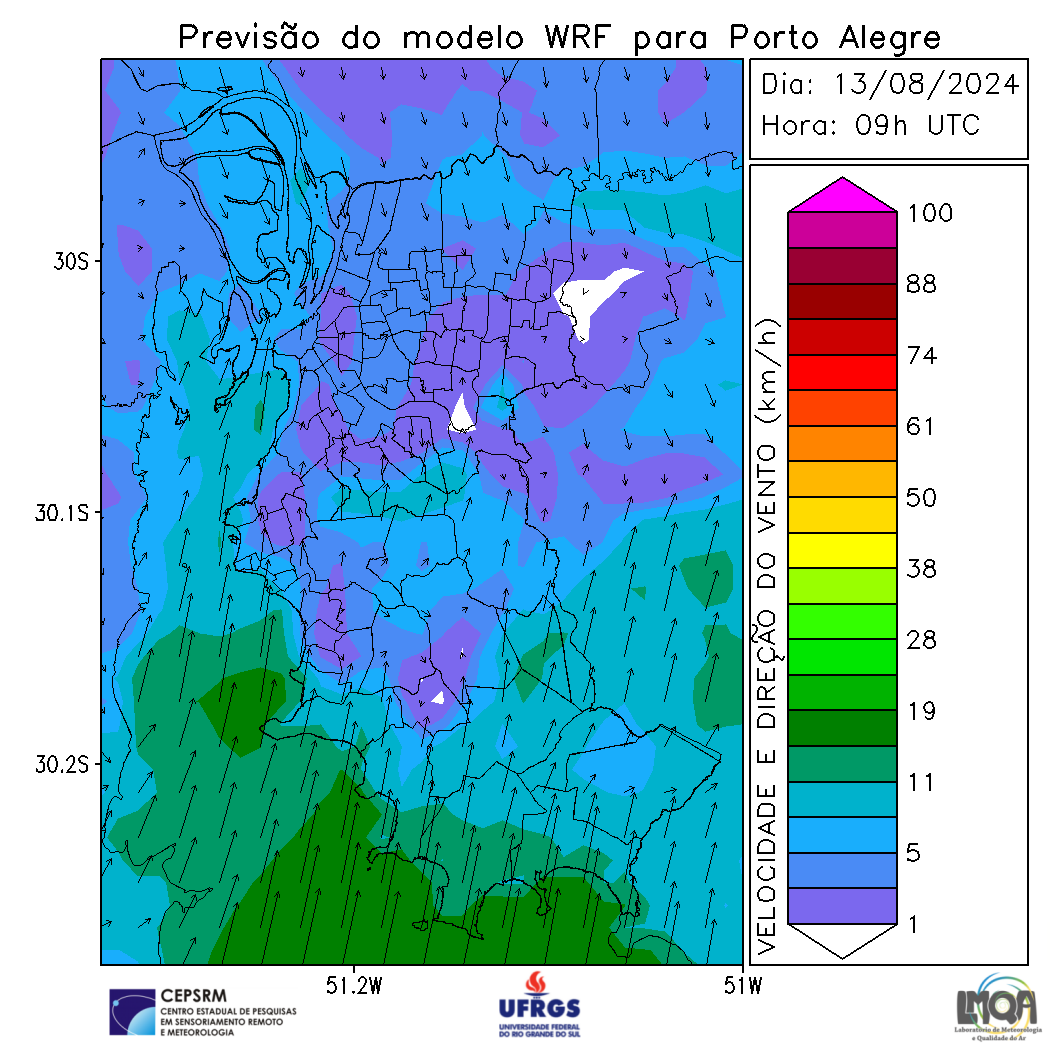 Previsão do modelo WRF para Porto Alegre
Dia: 13/08/2024
Hora: 09h UTC
30S
30.1S
30.2S
51.2W
51W
VELOCIDADE E DIREÇÃO DO VENTO (km/h)
100
88
74
61
50
38
28
19
11
5
1
CEPSRM
CENTRO ESTADUAL DE PESQUISAS
EM SENSORIAMENTO REMOTO
E METEOROLOGIA
UFRGS
UNIVERSIDADE FEDERAL
DO RIO GRANDE DO SUL
LMQA
Laboratório de Meteorologia
e Qualidade do Ar